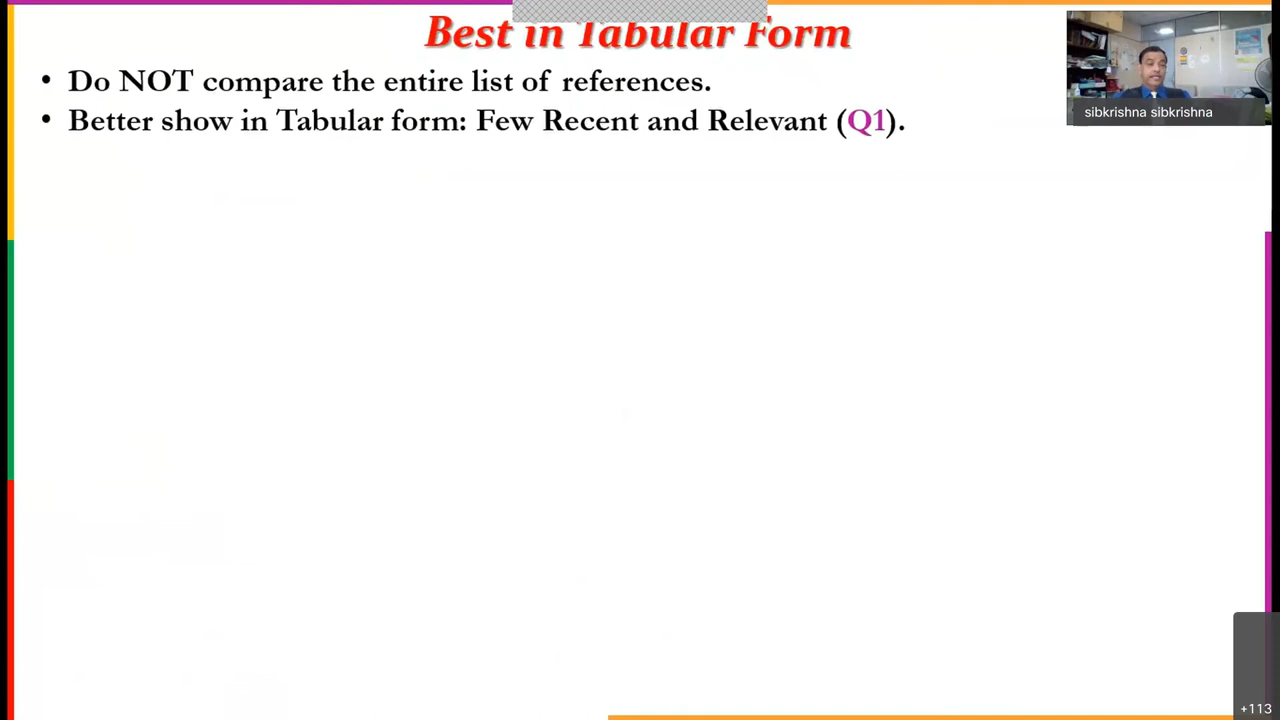 Best in Tabular Form
• Do NOT compare the entire list of references.
• Better show in Tabular form: Few Recent and Relevant (Q1).
sibkrishna sibkrishna
+113